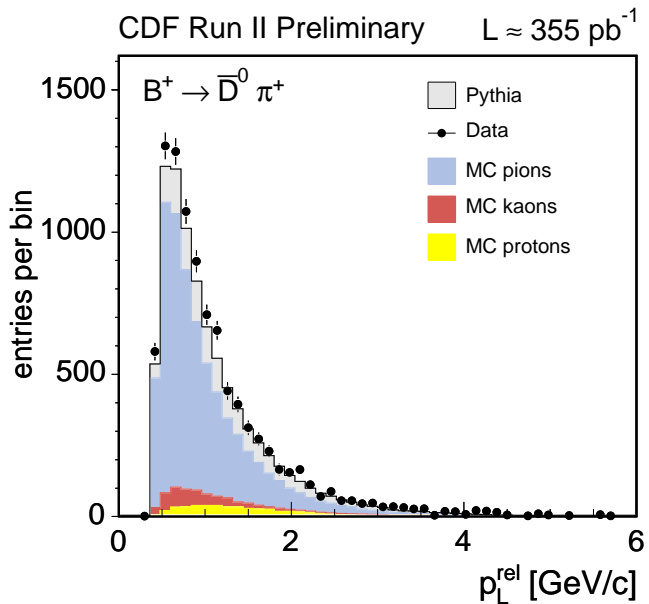 CDF Run II Preliminary L ≈ 355 pb⁻¹
B⁺ → D̅⁰ π⁺
Pythia
Data
MC pions
MC kaons
MC protons
entries per bin
1500
1000
500
0
0 2 4 6
p_L^rel [GeV/c]